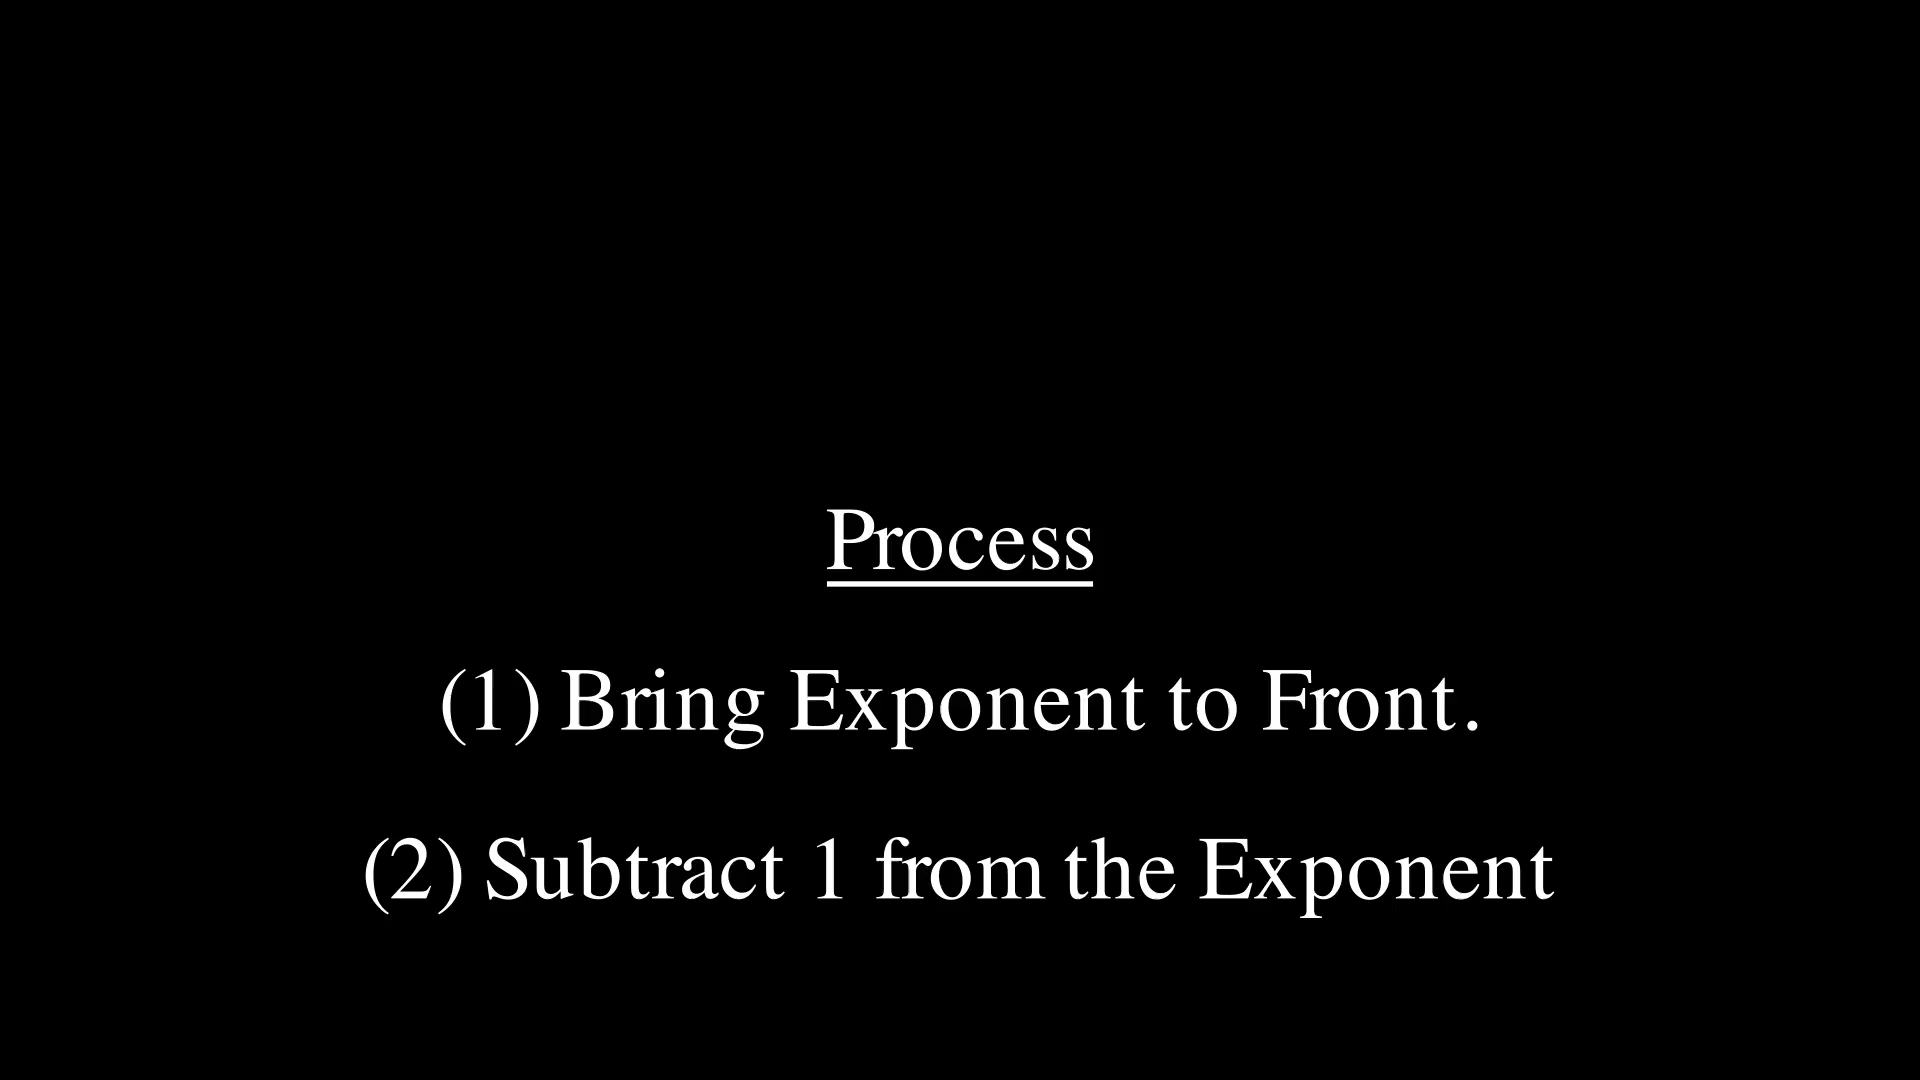 Process
(1) Bring Exponent to Front.
(2) Subtract 1 from the Exponent